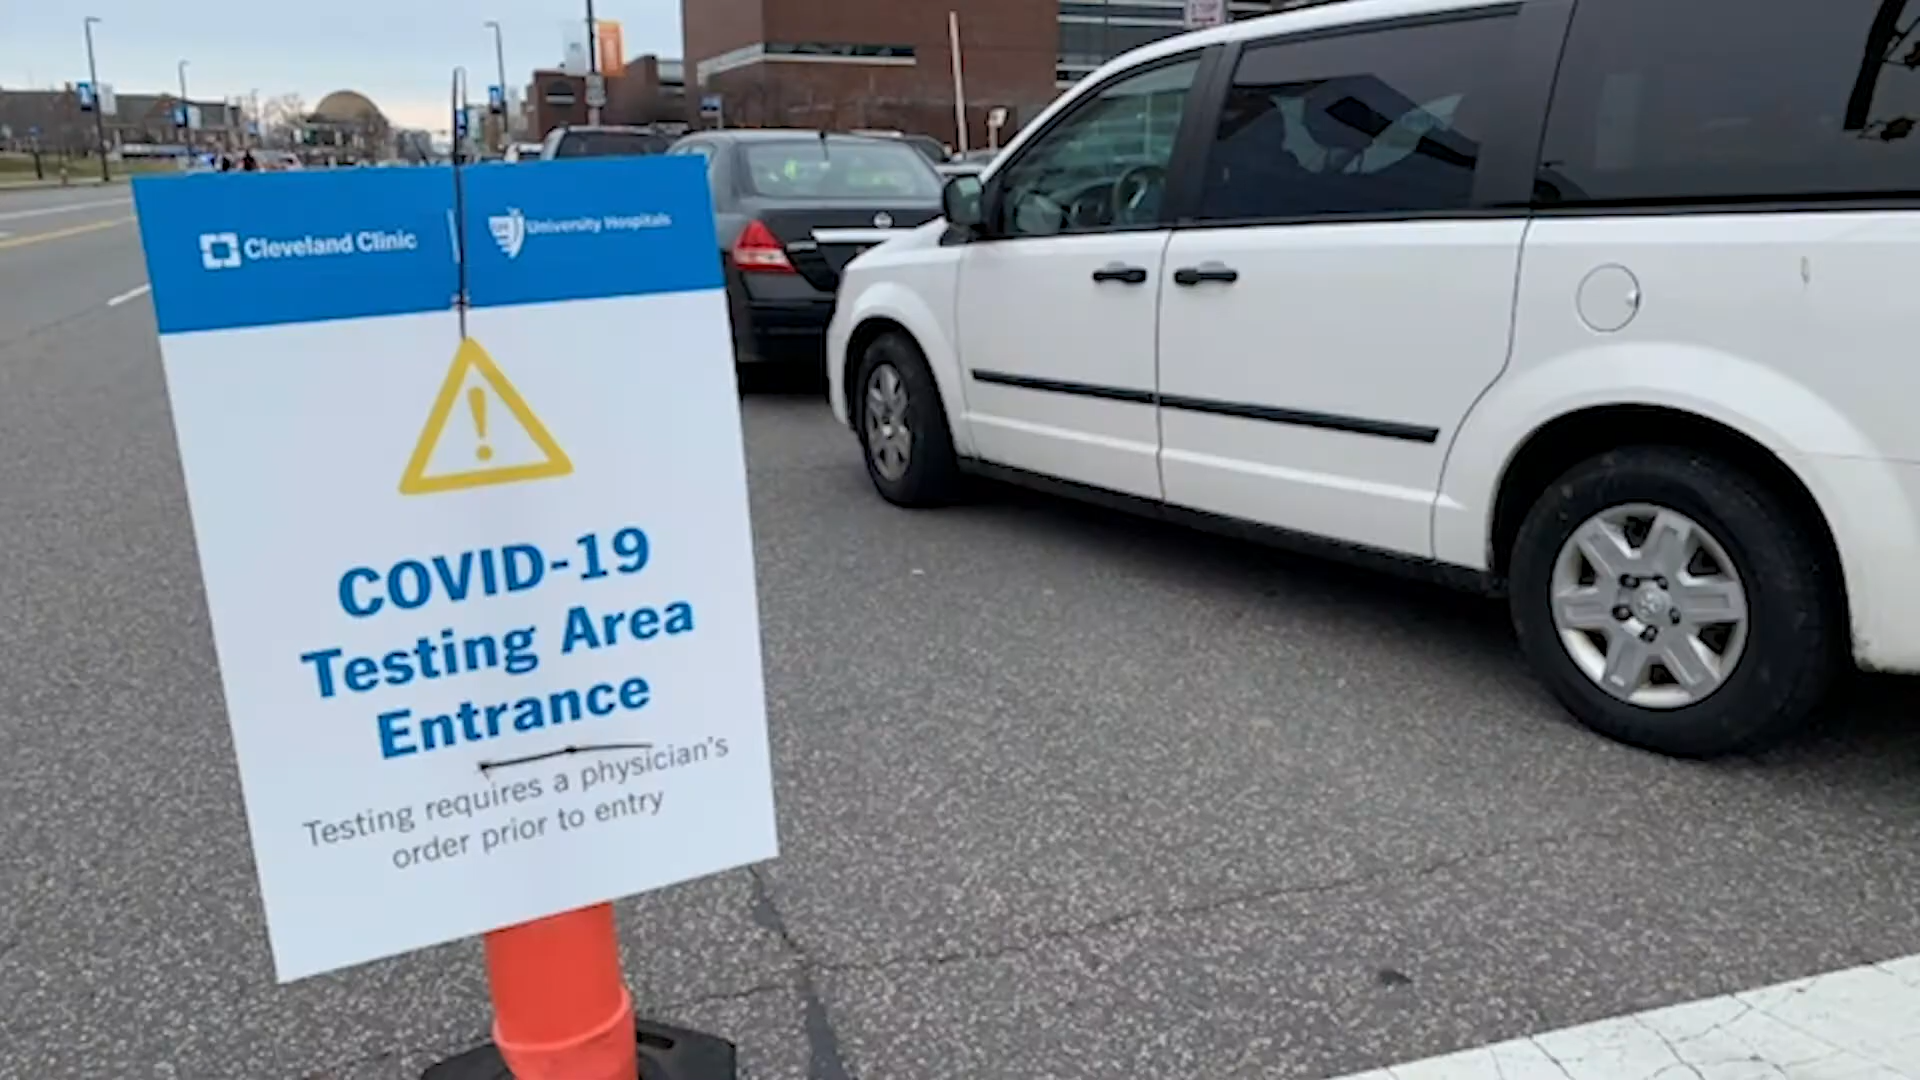 Cleveland Clinic
University Hospitals
COVID-19
Testing Area
Entrance
Testing requires a physician's
order prior to entry